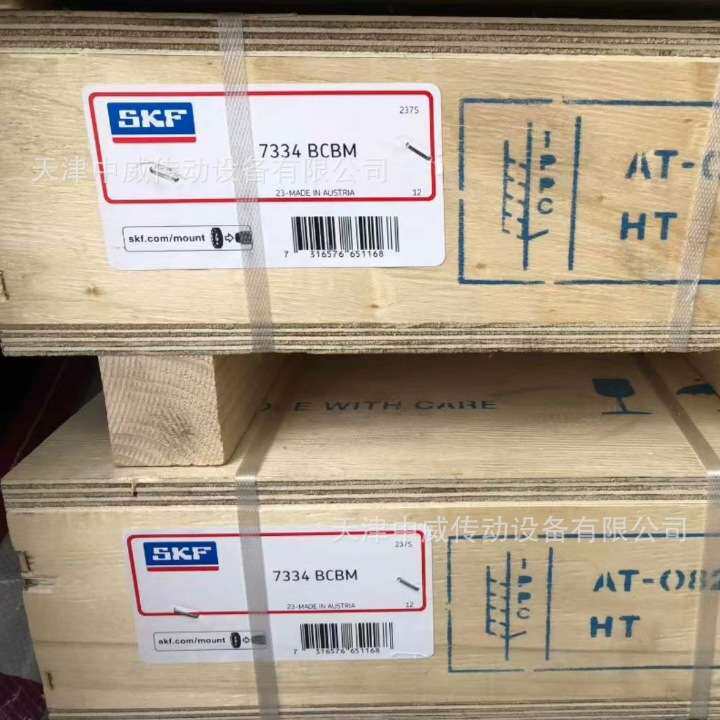 SKF
2375
7334 BCBM
天津中威传动设备有限公司
23-MADE IN AUSTRIA
12
skf.com/mount
7 316576 651168
IPPC
AT-0
HT
WITH CARE
天津中威传动设备有限公司
SKF
2375
7334 BCBM
23-MADE IN AUSTRIA
12
skf.com/mount
7 316576 651168
IPPC
AT-082
HT